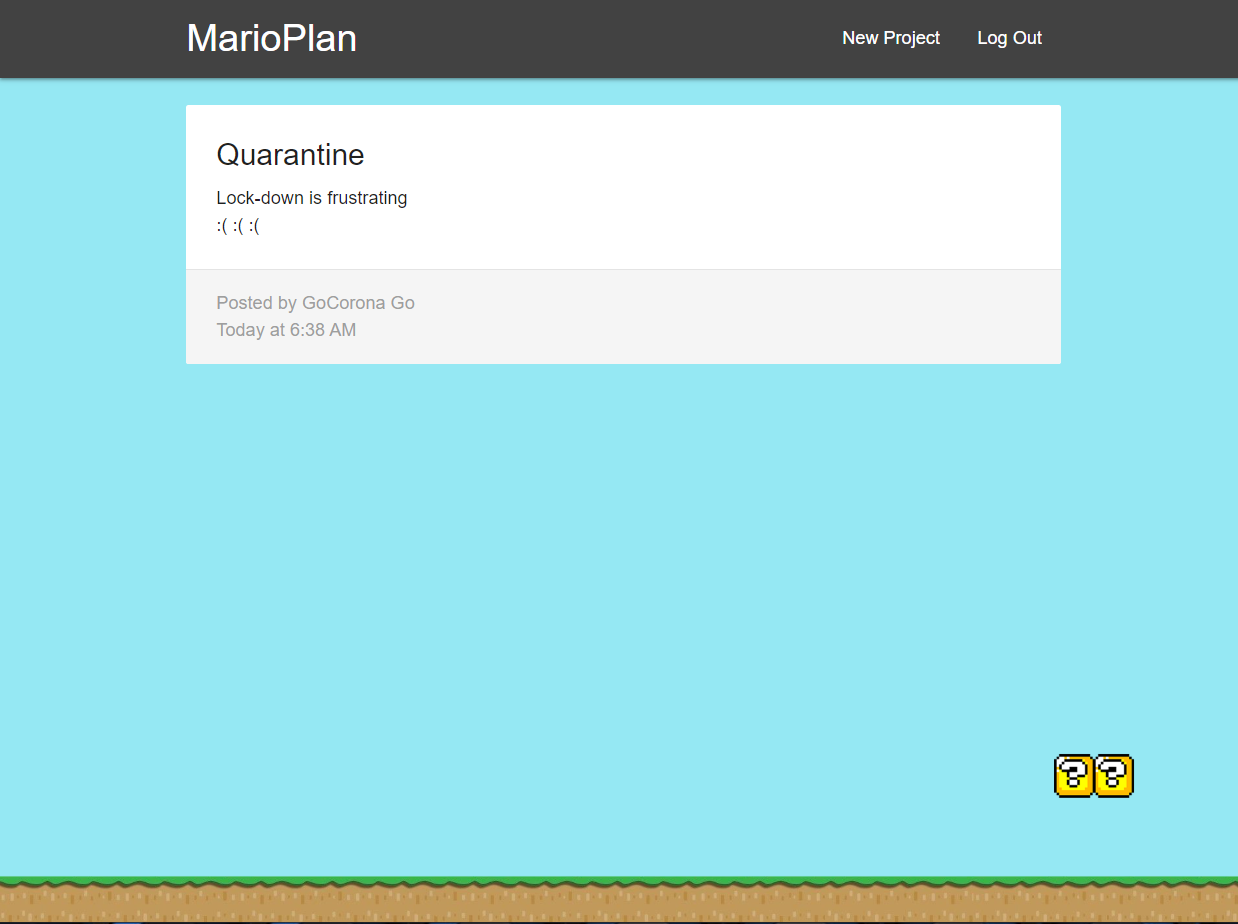 MarioPlan
New Project
Log Out
Quarantine
Lock-down is frustrating
:( :( :(
Posted by GoCorona Go
Today at 6:38 AM
? ?